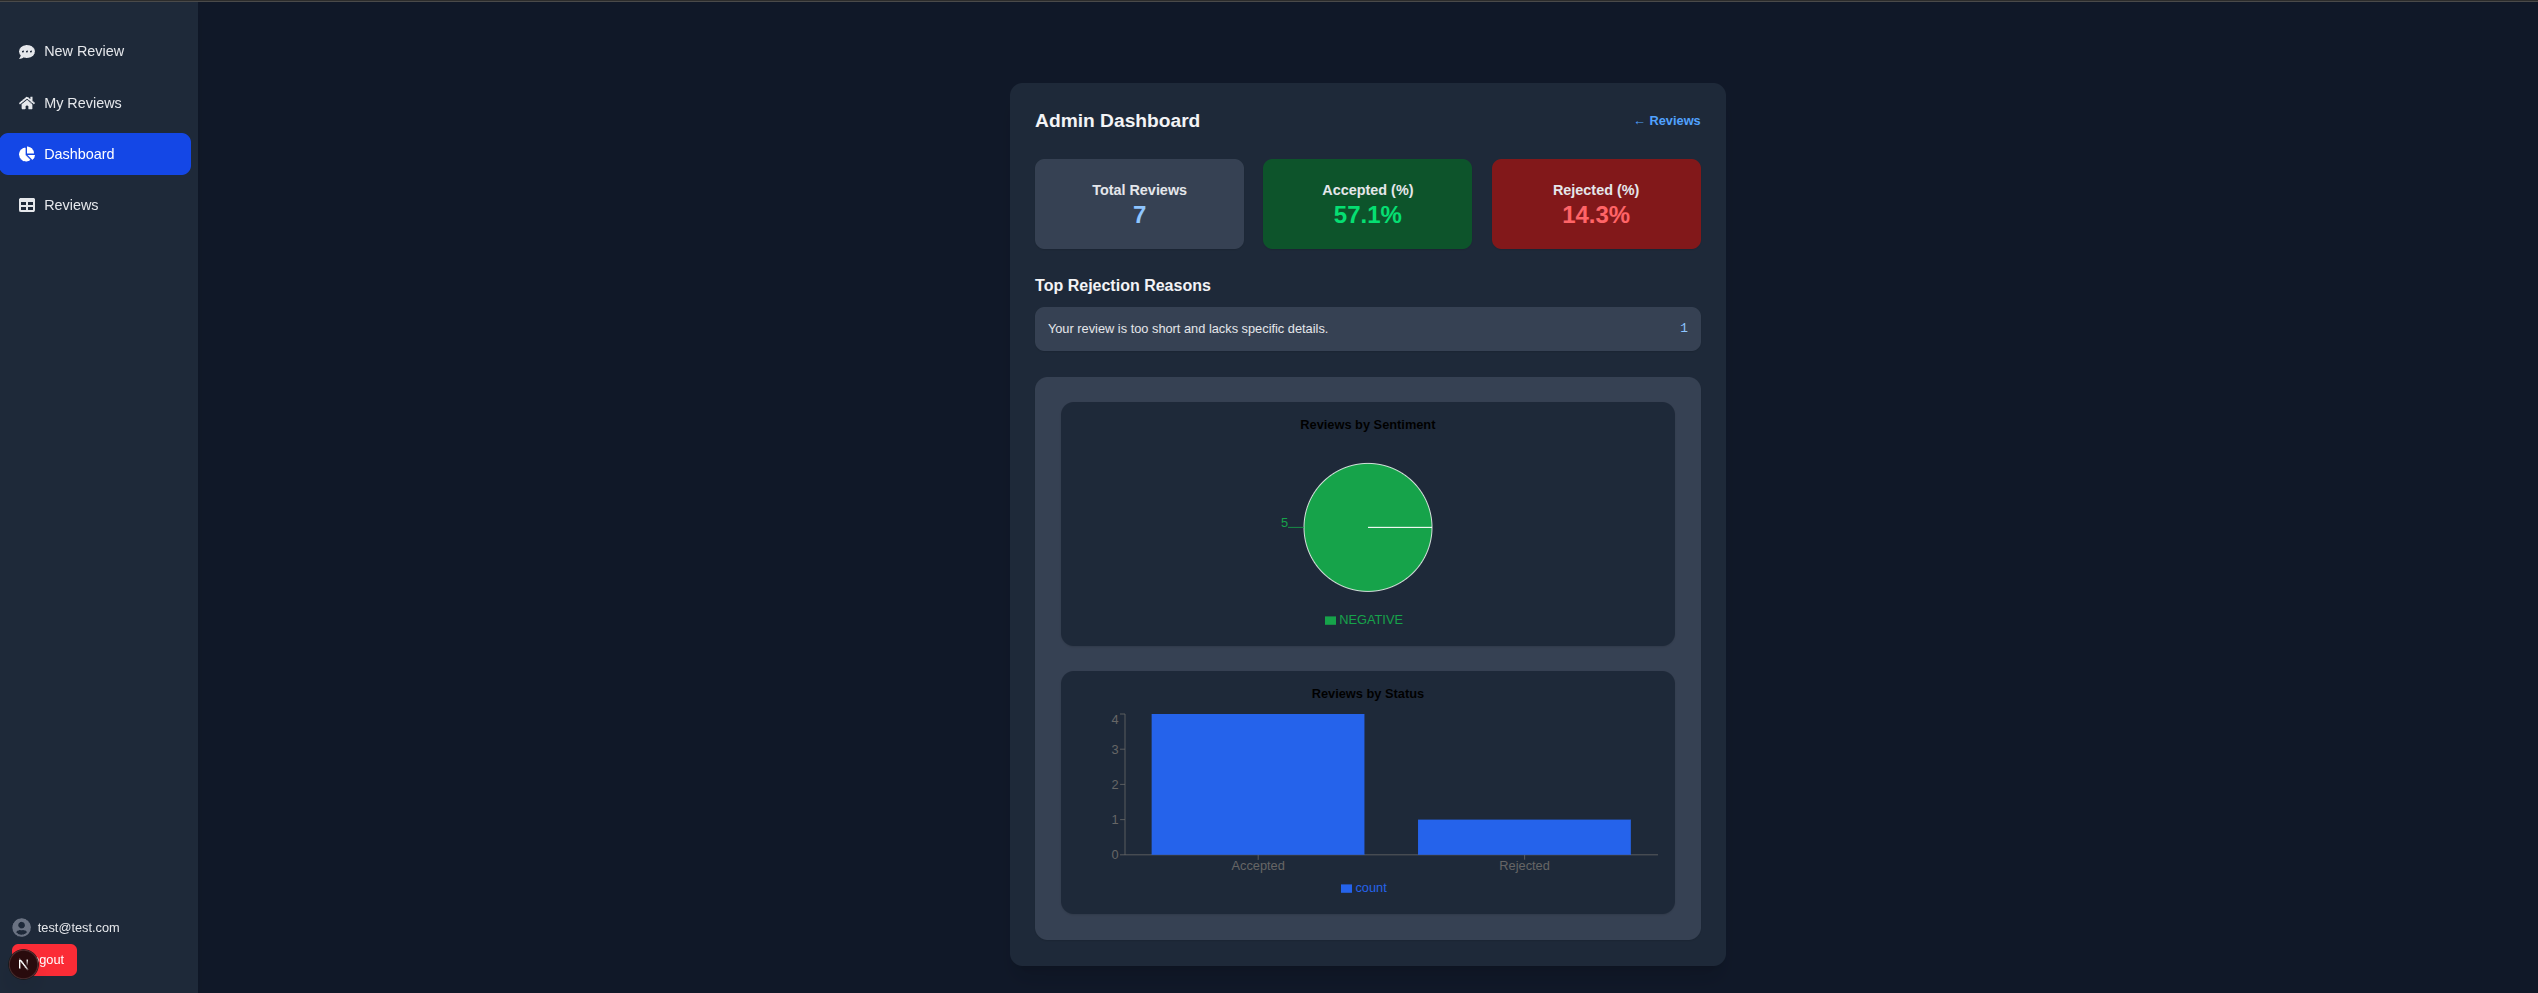 New Review
My Reviews
Dashboard
Reviews
test@test.com
gout
N
Admin Dashboard
← Reviews
Total Reviews
7
Accepted (%)
57.1%
Rejected (%)
14.3%
Top Rejection Reasons
Your review is too short and lacks specific details. 1
Reviews by Sentiment
5
NEGATIVE
Reviews by Status
4
3
2
1
0
Accepted Rejected
count